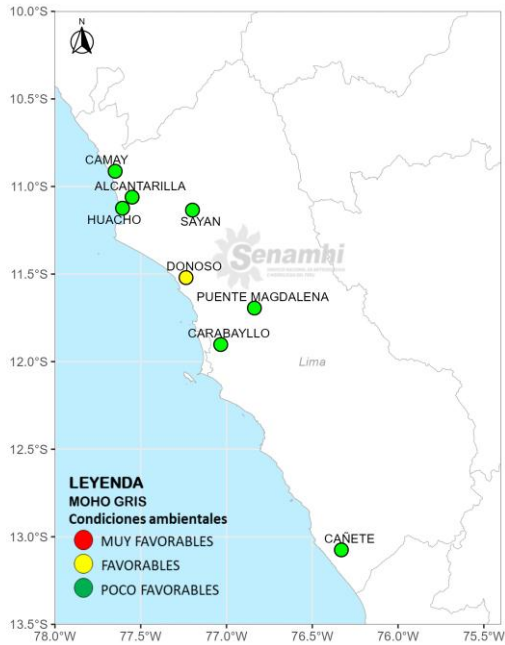 10.0°S
N
10.5°S
CAMAY
11.0°S
ALCANTARILLA
HUACHO
SAYAN
Senamhi
DONOSO
11.5°S
PUENTE MAGDALENA
CARABAYLLO
12.0°S
Lima
12.5°S
LEYENDA
MOHO GRIS
Condiciones ambientales
MUY FAVORABLES
FAVORABLES
POCO FAVORABLES
13.0°S
CAÑETE
13.5°S
78.0°W 77.5°W 77.0°W 76.5°W 76.0°W 75.5°W